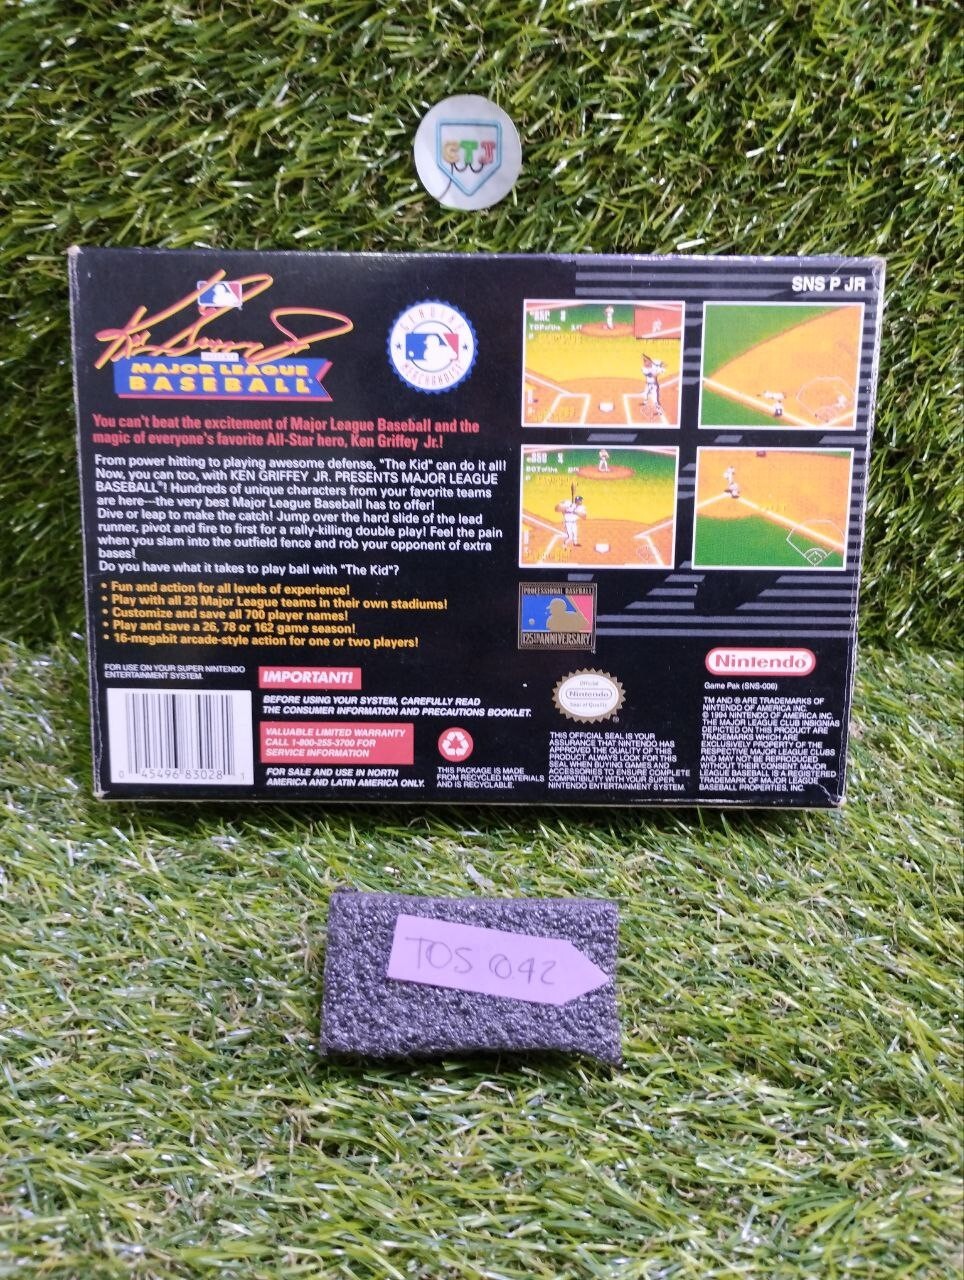 GTJ
SNS P JR
Ken Griffey Jr.
PRESENTS
MAJOR LEAGUE
BASEBALL
GENUINE
MERCHANDISE
You can't beat the excitement of Major League Baseball and the
magic of everyone's favorite All-Star hero, Ken Griffey Jr.!
From power hitting to playing awesome defense, "The Kid" can do it all!
Now, you can too, with KEN GRIFFEY JR. PRESENTS MAJOR LEAGUE
BASEBALL™! Hundreds of unique characters from your favorite teams
are here---the very best Major League Baseball has to offer!
Dive or leap to make the catch! Jump over the hard slide of the lead
runner, pivot and fire to first for a rally-killing double play! Feel the pain
when you slam into the outfield fence and rob your opponent of extra
bases!
Do you have what it takes to play ball with "The Kid"?
• Fun and action for all levels of experience!
• Play with all 28 Major League teams in their own stadiums!
• Customize and save all 700 player names!
• Play and save a 26, 78 or 162 game season!
• 16-megabit arcade-style action for one or two players!
PROFESSIONAL BASEBALL
125th ANNIVERSARY
FOR USE ON YOUR SUPER NINTENDO
ENTERTAINMENT SYSTEM.
0 45496 83028 1
IMPORTANT!
BEFORE USING YOUR SYSTEM, CAREFULLY READ
THE CONSUMER INFORMATION AND PRECAUTIONS BOOKLET.
VALUABLE LIMITED WARRANTY
CALL 1-800-255-3700 FOR
SERVICE INFORMATION
FOR SALE AND USE IN NORTH
AMERICA AND LATIN AMERICA ONLY.
THIS PACKAGE IS MADE
FROM RECYCLED MATERIALS
AND IS RECYCLABLE.
Official
Nintendo
Seal of Quality
®
THIS OFFICIAL SEAL IS YOUR
ASSURANCE THAT NINTENDO HAS
APPROVED THE QUALITY OF THIS
PRODUCT. ALWAYS LOOK FOR THIS
SEAL WHEN BUYING GAMES AND
ACCESSORIES TO ENSURE COMPLETE
COMPATIBILITY WITH YOUR SUPER
NINTENDO ENTERTAINMENT SYSTEM.
Nintendo®
Game Pak (SNS-006)
TM AND ® ARE TRADEMARKS OF
NINTENDO OF AMERICA INC.
© 1994 NINTENDO OF AMERICA INC.
THE MAJOR LEAGUE CLUB INSIGNIAS
DEPICTED ON THIS PRODUCT ARE
TRADEMARKS WHICH ARE
EXCLUSIVELY PROPERTY OF THE
RESPECTIVE MAJOR LEAGUE CLUBS
AND MAY NOT BE REPRODUCED
WITHOUT THEIR CONSENT. MAJOR
LEAGUE BASEBALL IS A REGISTERED
TRADEMARK OF MAJOR LEAGUE
BASEBALL PROPERTIES, INC.
TOS 0042